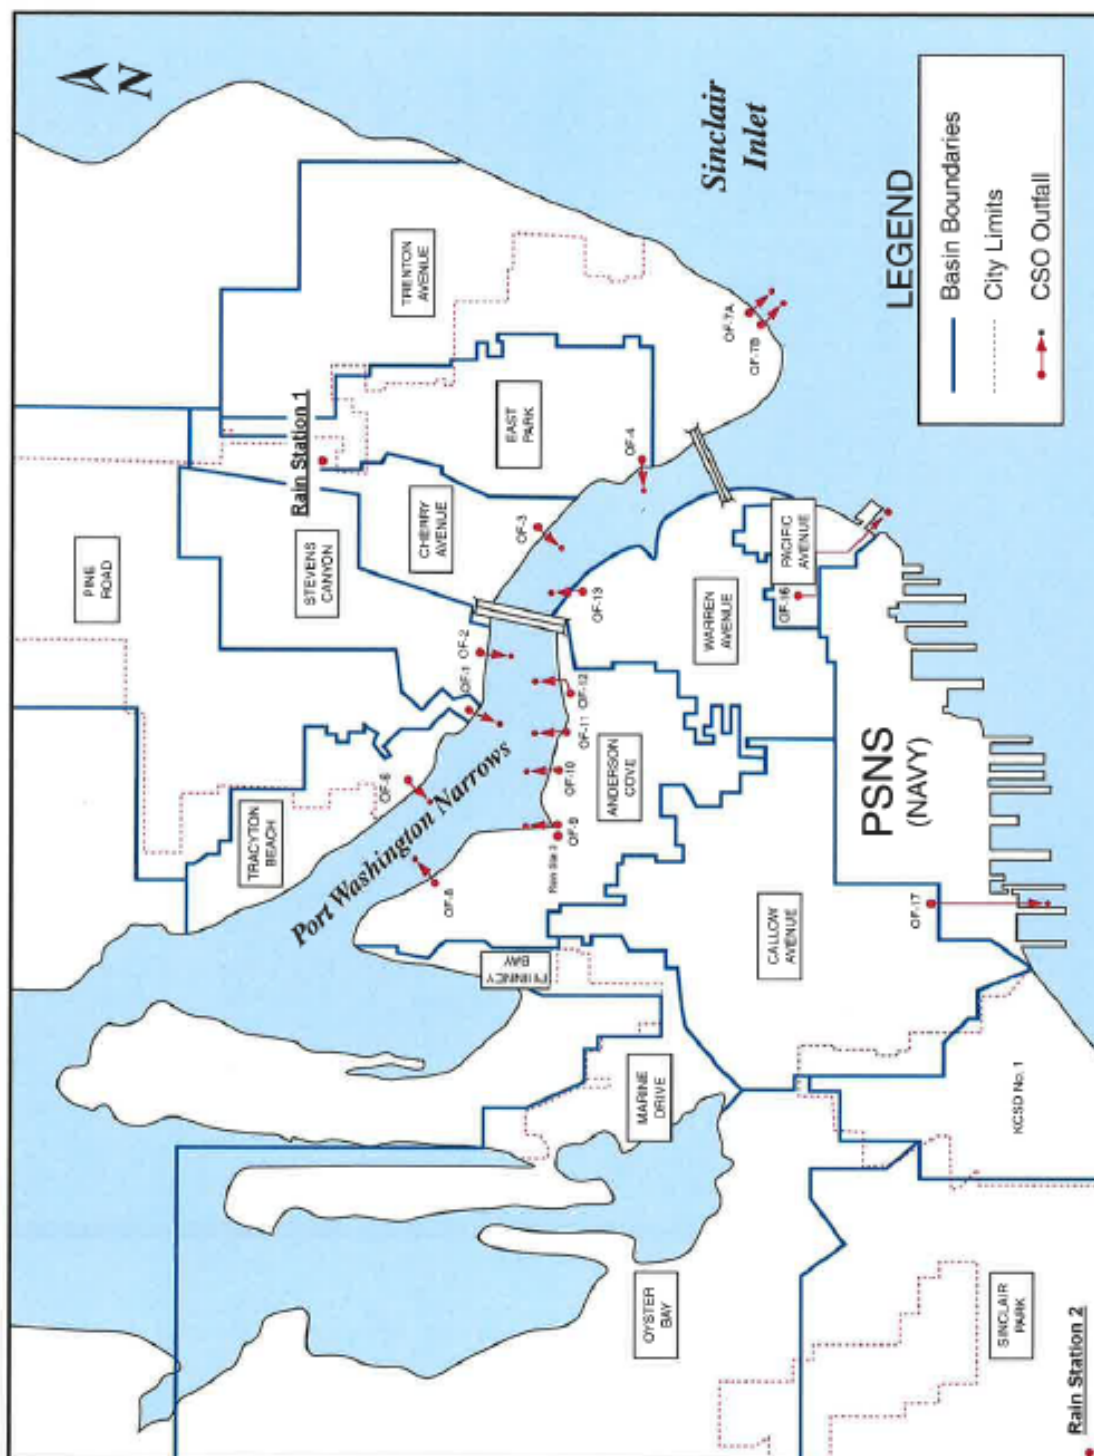 N
Sinclair
Inlet
PINE
ROAD
TRENTON
AVENUE
Rain Station 1
STEVENS
CANYON
CHERRY
AVENUE
EAST
PARK
TRACYTON
BEACH
OF-6
OF-1
OF-2
OF-3
OF-4
OF-7A
OF-7B
Port Washington Narrows
OF-8
OF-9
Rain Site 3
OF-10
OF-11
OF-12
OF-13
PHINNEY
BAY
ANDERSON
COVE
WARREN
AVENUE
PACIFIC
AVENUE
OF-16
MARINE
DRIVE
CALLOW
AVENUE
PSNS
(NAVY)
OF-17
OYSTER
BAY
KCSD No. 1
SINCLAIR
PARK
Rain Station 2
LEGEND
Basin Boundaries
City Limits
CSO Outfall